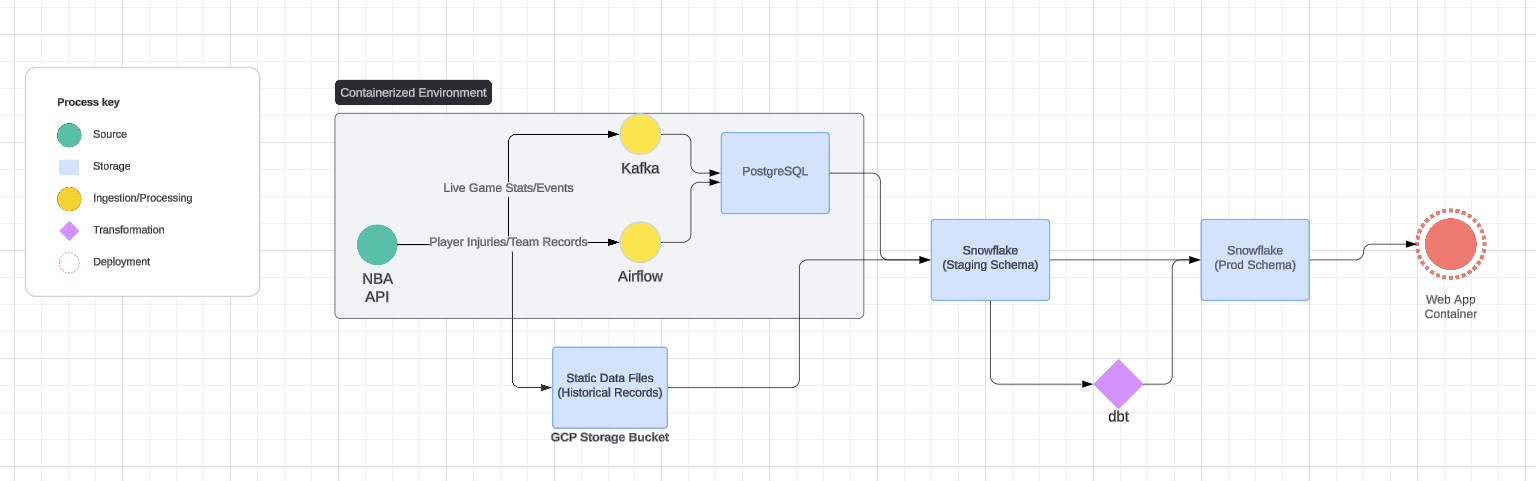 Process key
Source
Storage
Ingestion/Processing
Transformation
Deployment
Containerized Environment
Kafka
Live Game Stats/Events
Player Injuries/Team Records
NBA
API
Airflow
PostgreSQL
Static Data Files
(Historical Records)
GCP Storage Bucket
Snowflake
(Staging Schema)
dbt
Snowflake
(Prod Schema)
Web App
Container